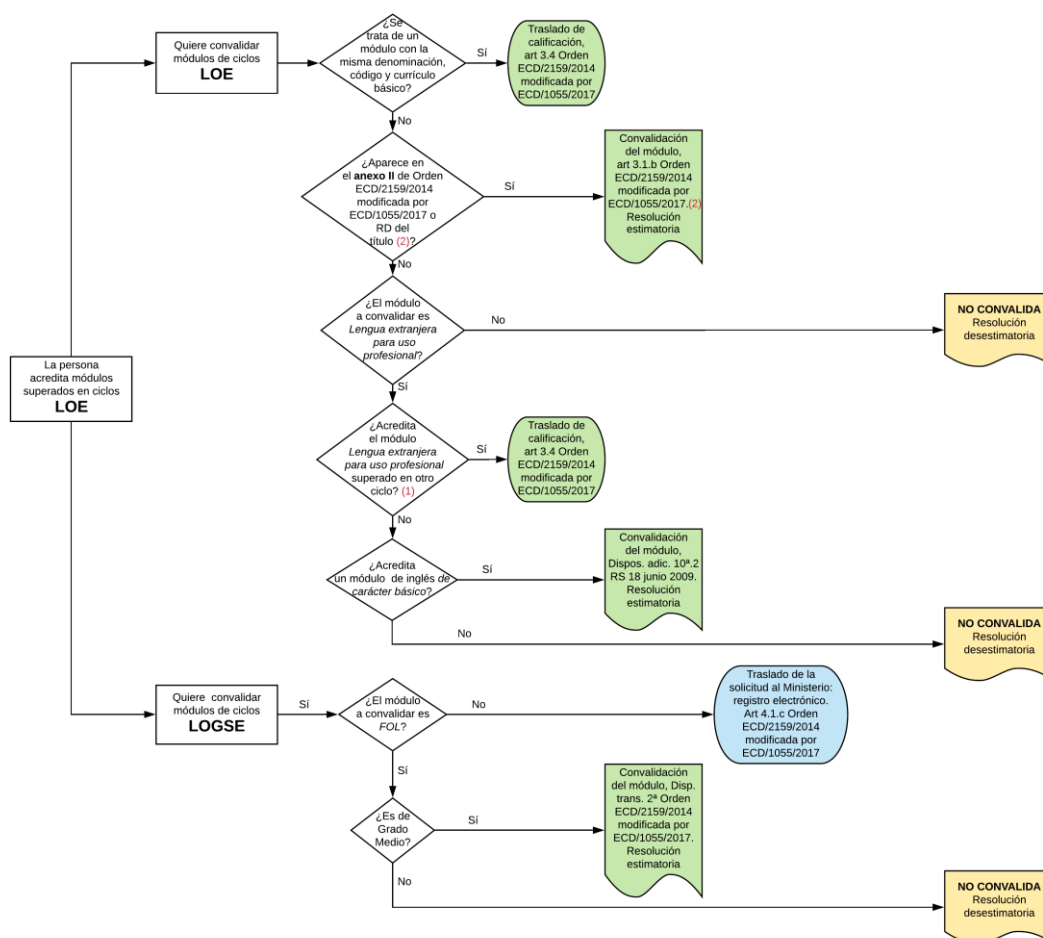 Quiere convalidar
módulos de ciclos
LOE
¿Se
trata de un
módulo con la
misma denominación,
código y currículo
básico?
Sí
Traslado de
calificación,
art 3.4 Orden
ECD/2159/2014
modificada por
ECD/1055/2017
No
¿Aparece en
el anexo II de Orden
ECD/2159/2014
modificada por
ECD/1055/2017 o
RD del
título (2)?
Sí
Convalidación
del módulo,
art 3.1.b Orden
ECD/2159/2014
modificada por
ECD/1055/2017.(2)
Resolución
estimatoria
No
¿El módulo
a convalidar es
Lengua extranjera
para uso
profesional?
No
NO CONVALIDA
Resolución
desestimatoria
Sí
La persona
acredita módulos
superados en ciclos
LOE
¿Acredita
el módulo
Lengua extranjera
para uso profesional
superado en otro
ciclo? (1)
Sí
Traslado de
calificación,
art 3.4 Orden
ECD/2159/2014
modificada por
ECD/1055/2017
No
¿Acredita
un módulo de inglés de
carácter básico?
Sí
Convalidación
del módulo,
Dispos. adic. 10ª.2
RS 18 junio 2009.
Resolución
estimatoria
No
NO CONVALIDA
Resolución
desestimatoria
Quiere convalidar
módulos de ciclos
LOGSE
Sí
¿El módulo
a convalidar es
FOL?
No
Traslado de la
solicitud al Ministerio:
registro electrónico.
Art 4.1.c Orden
ECD/2159/2014
modificada por
ECD/1055/2017
Sí
¿Es de
Grado
Medio?
Sí
Convalidación
del módulo, Disp.
trans. 2ª Orden
ECD/2159/2014
modificada por
ECD/1055/2017.
Resolución
estimatoria
No
NO CONVALIDA
Resolución
desestimatoria